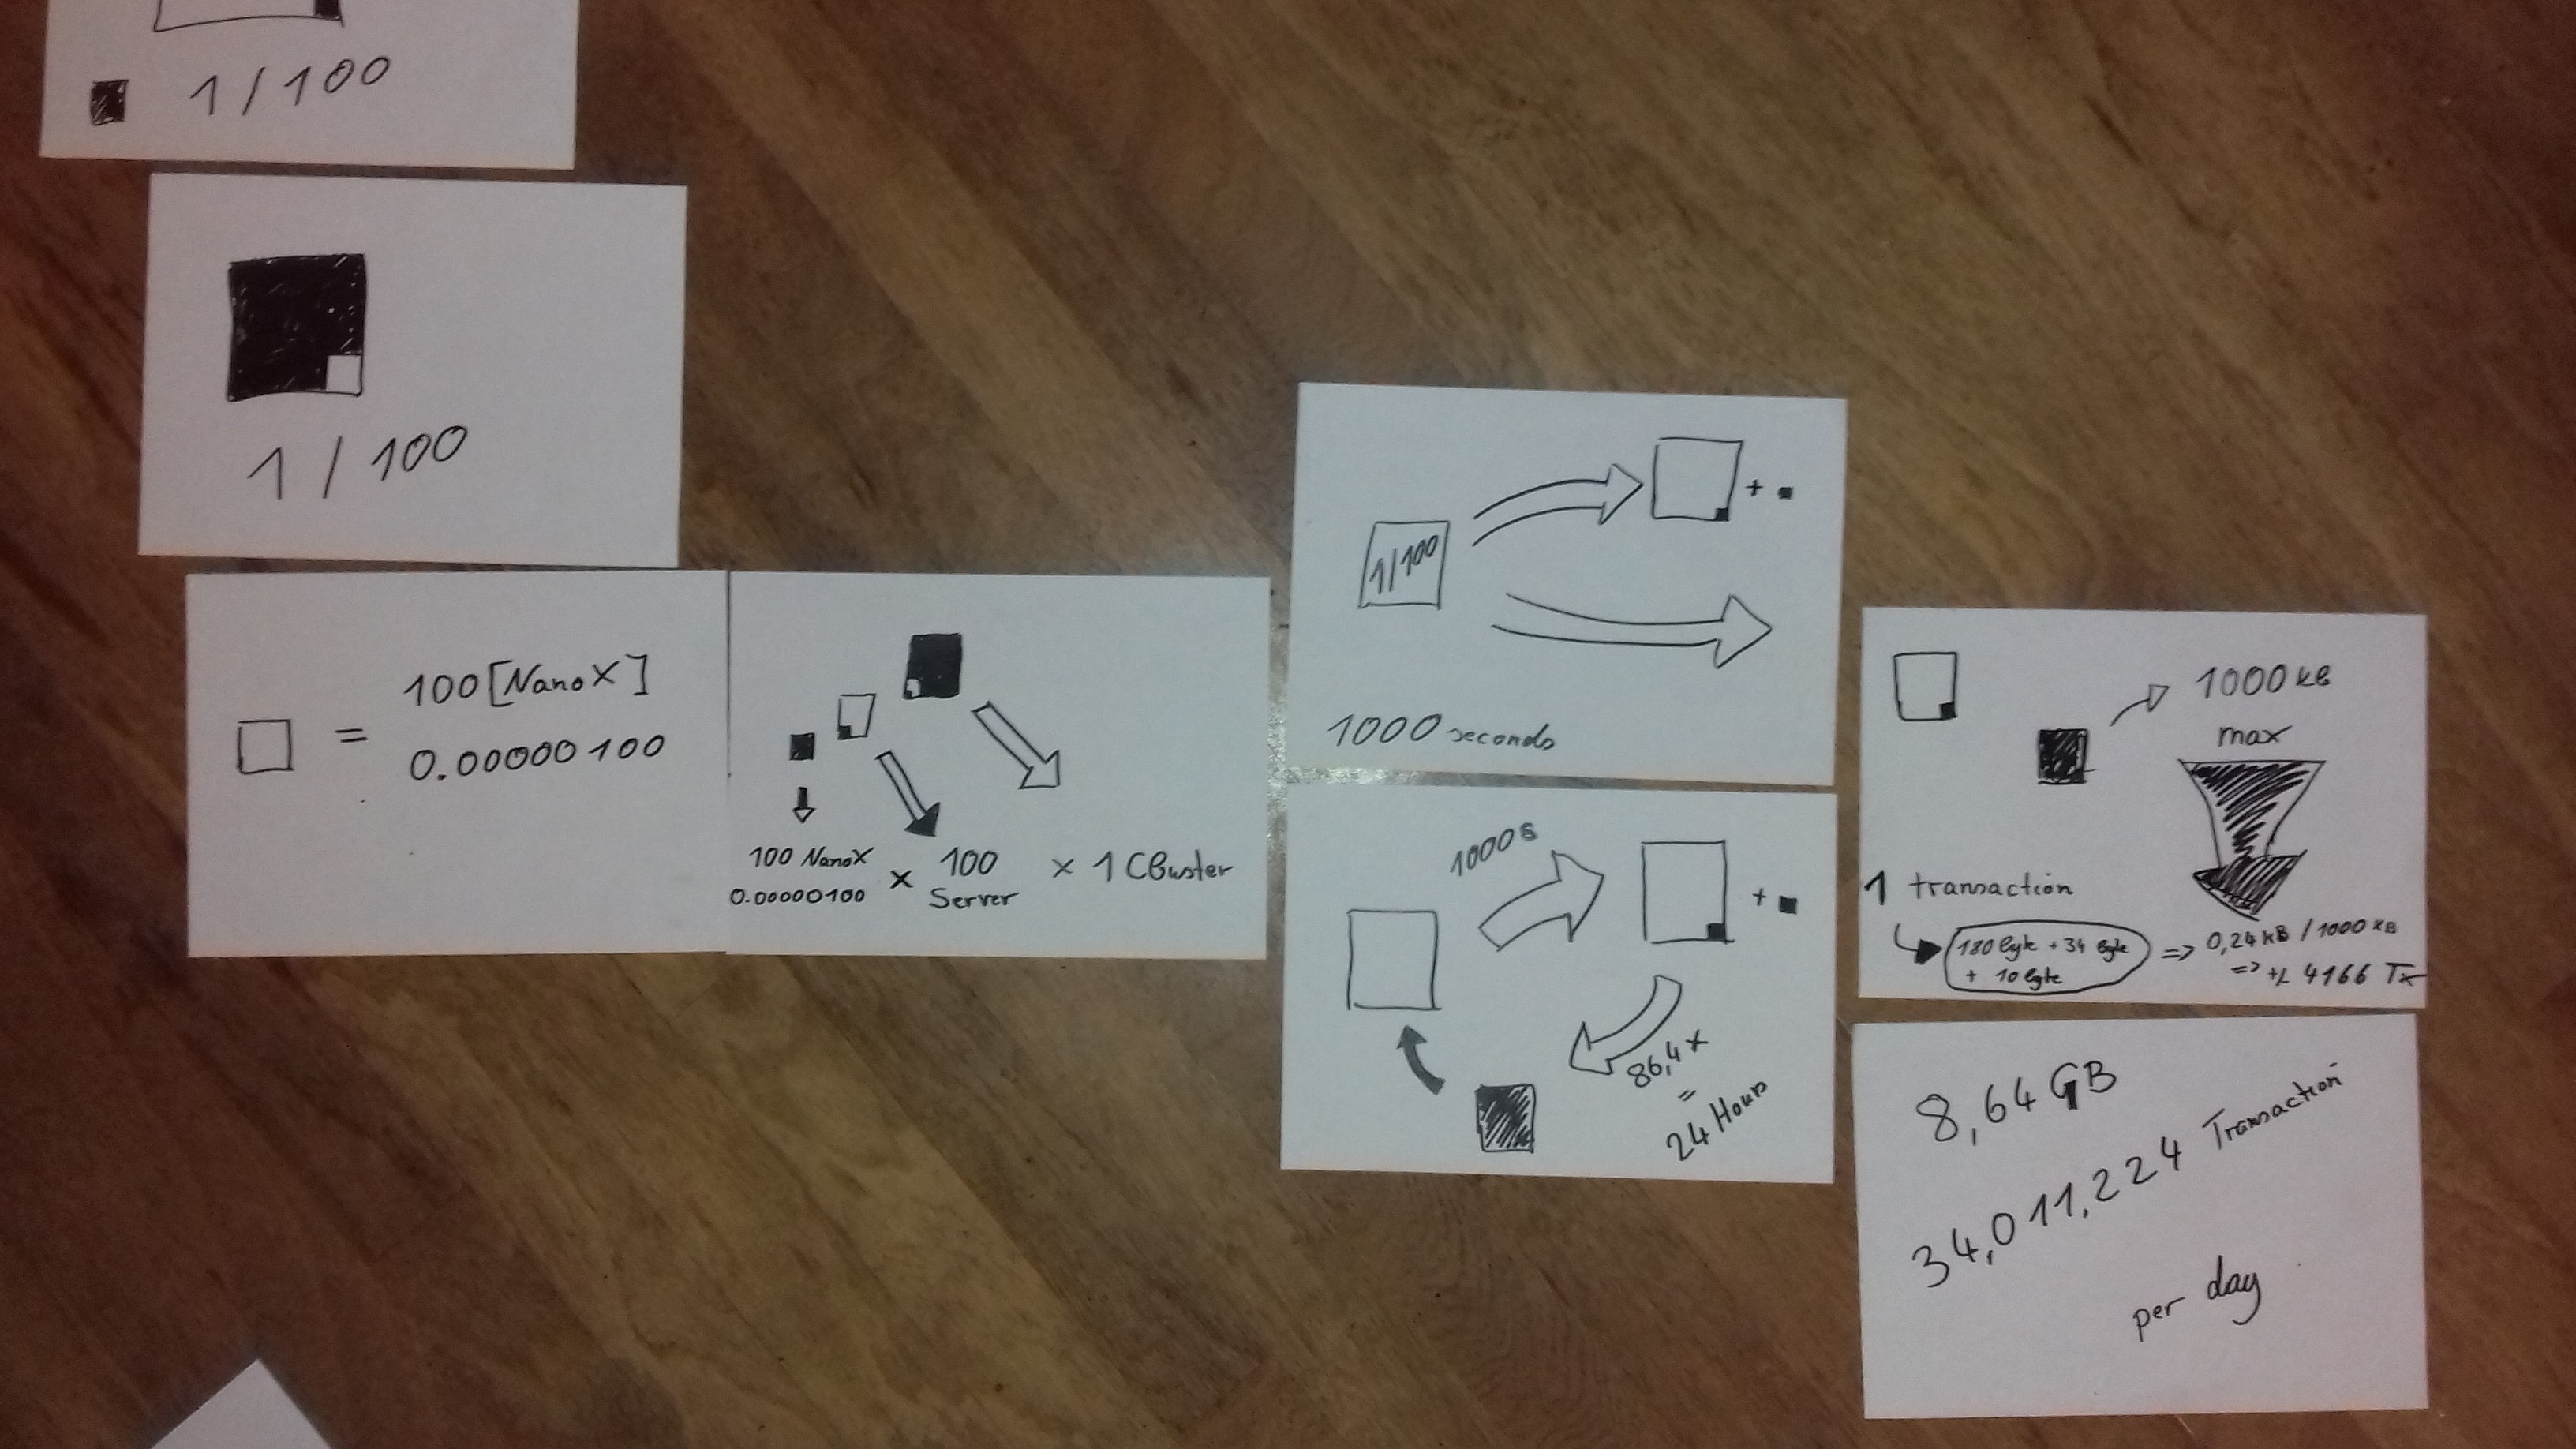 1/100
1/100
100 [NanoX]
=
0.00000100
100 NanoX
0.00000100
x
100
Server
x 1 Cluster
1/100
+
1000 seconds
1000s
+
86,4 x
=
24 Hours
1000 kB
max
1 transaction
180 byte + 34 byte
+ 10 byte
=> 0,24 kB / 1000 kB
=> +/- 4166 Tx
8,64 GB
34,011,224 Transaction
per day